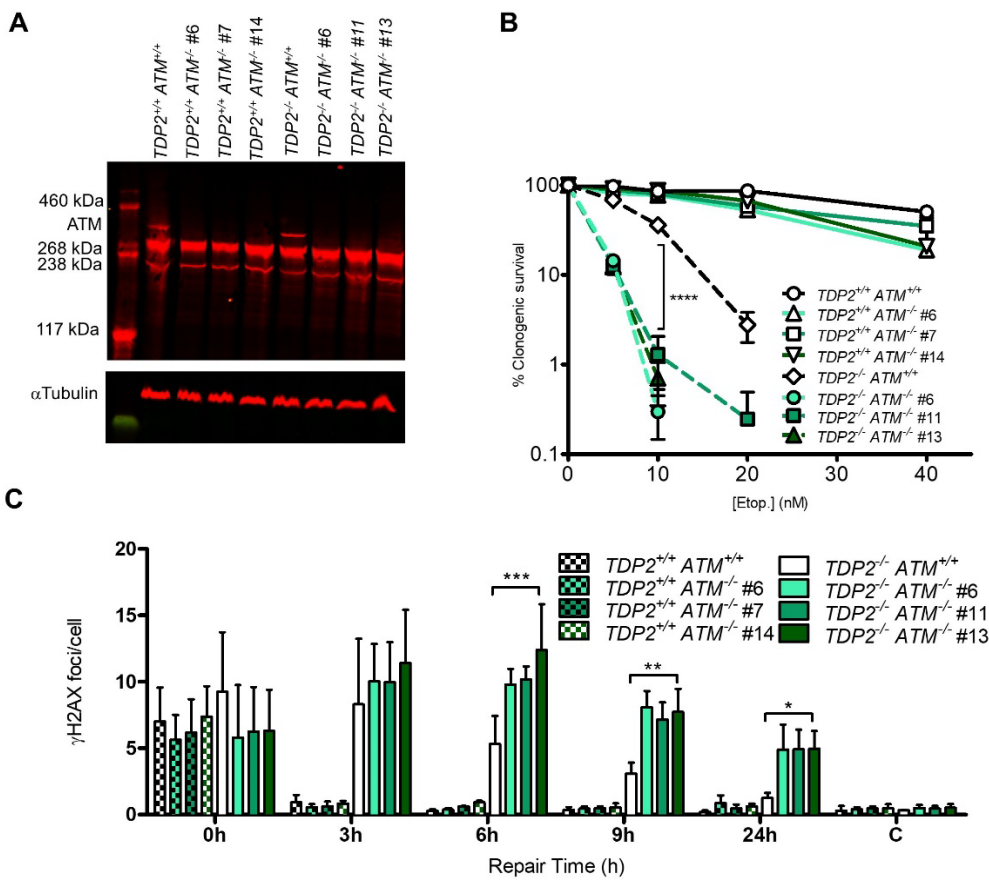 A
TDP2+/+ ATM+/+
TDP2+/+ ATM-/- #6
TDP2+/+ ATM-/- #7
TDP2+/+ ATM-/- #14
TDP2-/- ATM+/+
TDP2-/- ATM-/- #6
TDP2-/- ATM-/- #11
TDP2-/- ATM-/- #13
460 kDa
ATM
268 kDa
238 kDa
117 kDa
αTubulin
B
% Clonogenic survival
100
10
1
0.1
0 10 20 30 40
[Etop.] (nM)
****
TDP2+/+ ATM+/+
TDP2+/+ ATM-/- #6
TDP2+/+ ATM-/- #7
TDP2+/+ ATM-/- #14
TDP2-/- ATM+/+
TDP2-/- ATM-/- #6
TDP2-/- ATM-/- #11
TDP2-/- ATM-/- #13
C
γH2AX foci/cell
20
15
10
5
0
***
**
*
TDP2+/+ ATM+/+
TDP2+/+ ATM-/- #6
TDP2+/+ ATM-/- #7
TDP2+/+ ATM-/- #14
TDP2-/- ATM+/+
TDP2-/- ATM-/- #6
TDP2-/- ATM-/- #11
TDP2-/- ATM-/- #13
0h 3h 6h 9h 24h C
Repair Time (h)